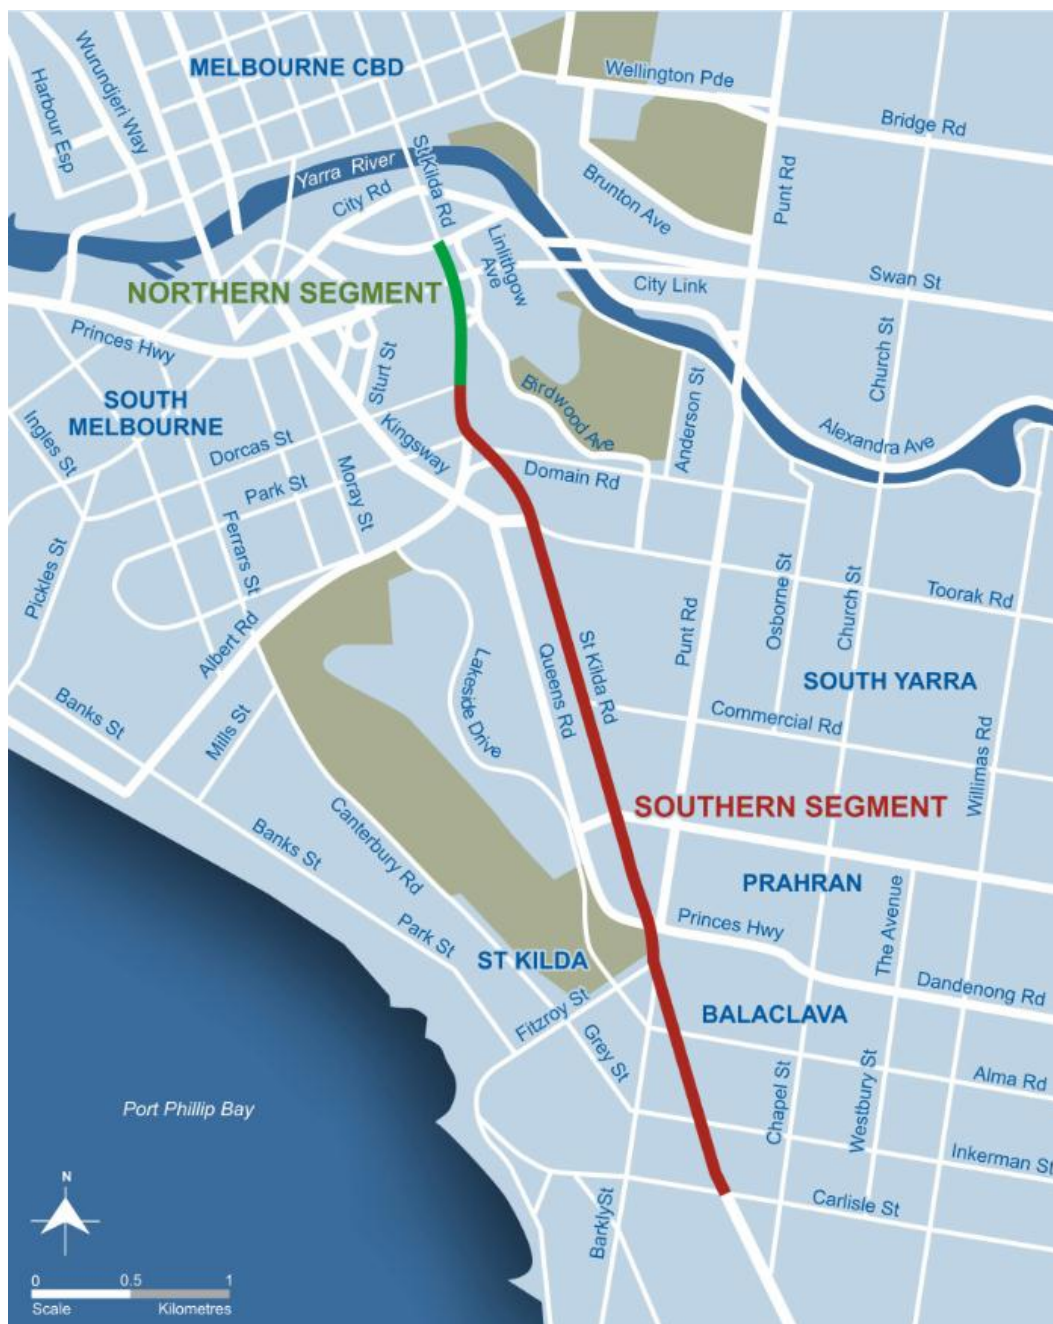 MELBOURNE CBD
Wurundjeri Way
Harbour Esp
Wellington Pde
Bridge Rd
St Kilda Rd
Yarra River
City Rd
Brunton Ave
Punt Rd
Linlithgow
Ave
NORTHERN SEGMENT
City Link
Swan St
Princes Hwy
Church St
Sturt St
SOUTH
MELBOURNE
Birdwood Ave
Anderson St
Ingles St
Dorcas St
Kingsway
Alexandra Ave
Domain Rd
Park St
Moray St
Ferrars St
Pickles St
Osborne St
Church St
Toorak Rd
Albert Rd
Punt Rd
Lakeside Drive
Queens Rd
St Kilda Rd
SOUTH YARRA
Banks St
Mills St
Commercial Rd
Willimas Rd
SOUTHERN SEGMENT
Canterbury Rd
Banks St
PRAHRAN
Park St
Princes Hwy
The Avenue
ST KILDA
Dandenong Rd
Fitzroy St
BALACLAVA
Grey St
Alma Rd
Chapel St
Westbury St
Port Phillip Bay
Inkerman St
N
BarklySt
Carlisle St
0 0.5 1
Scale Kilometres